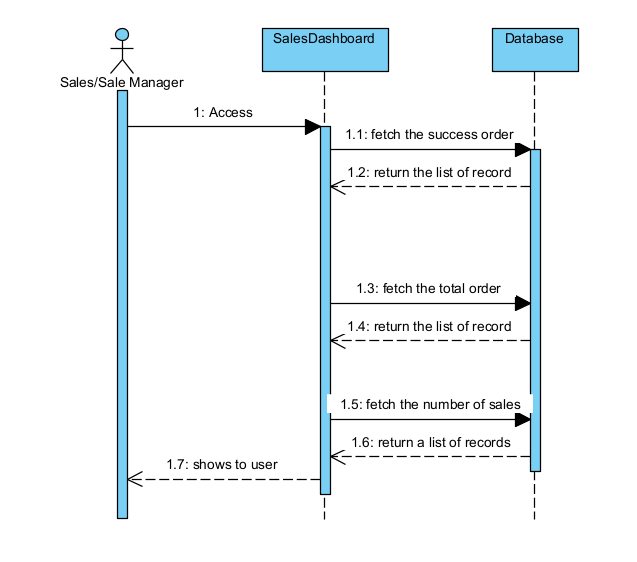 SalesDashboard
Database
Sales/Sale Manager
1: Access
1.1: fetch the success order
1.2: return the list of record
1.3: fetch the total order
1.4: return the list of record
1.5: fetch the number of sales
1.6: return a list of records
1.7: shows to user